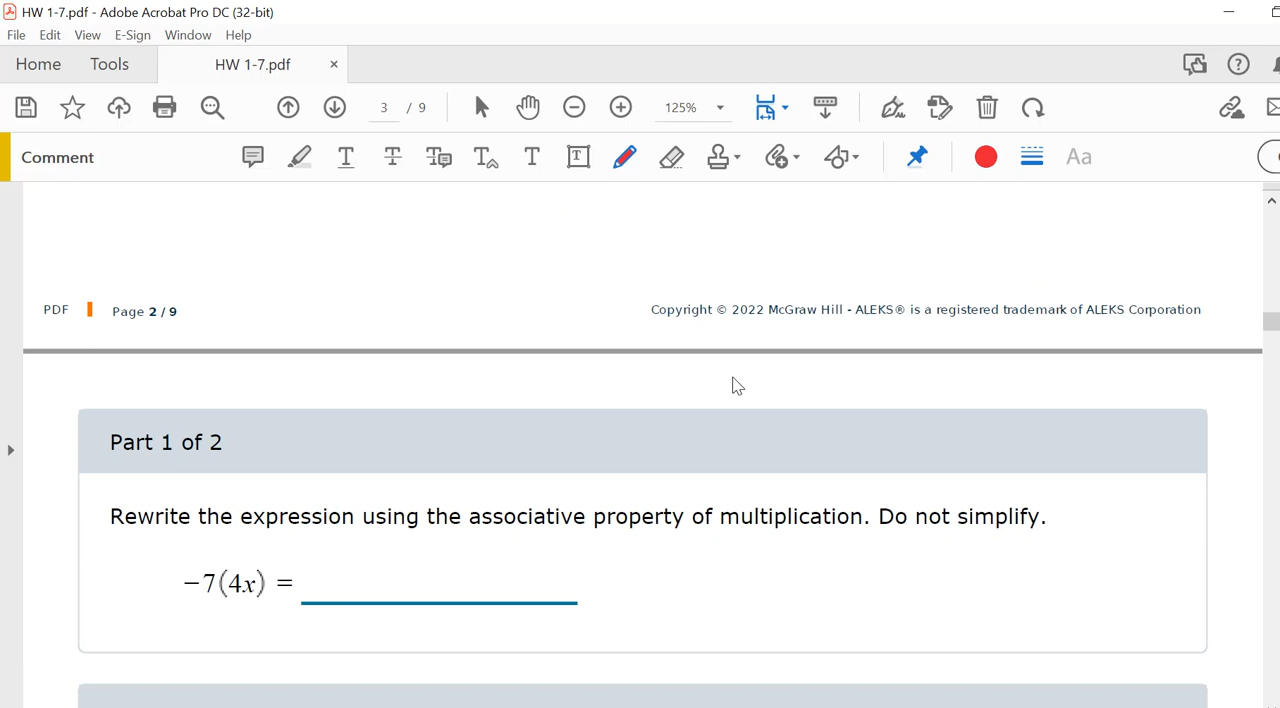 HW 1-7.pdf - Adobe Acrobat Pro DC (32-bit)
File Edit View E-Sign Window Help
Home Tools HW 1-7.pdf ×
3 / 9 125%
Comment T T T T T T Aa
PDF Page 2 / 9 Copyright © 2022 McGraw Hill - ALEKS® is a registered trademark of ALEKS Corporation
Part 1 of 2
Rewrite the expression using the associative property of multiplication. Do not simplify.
−7(4x) =